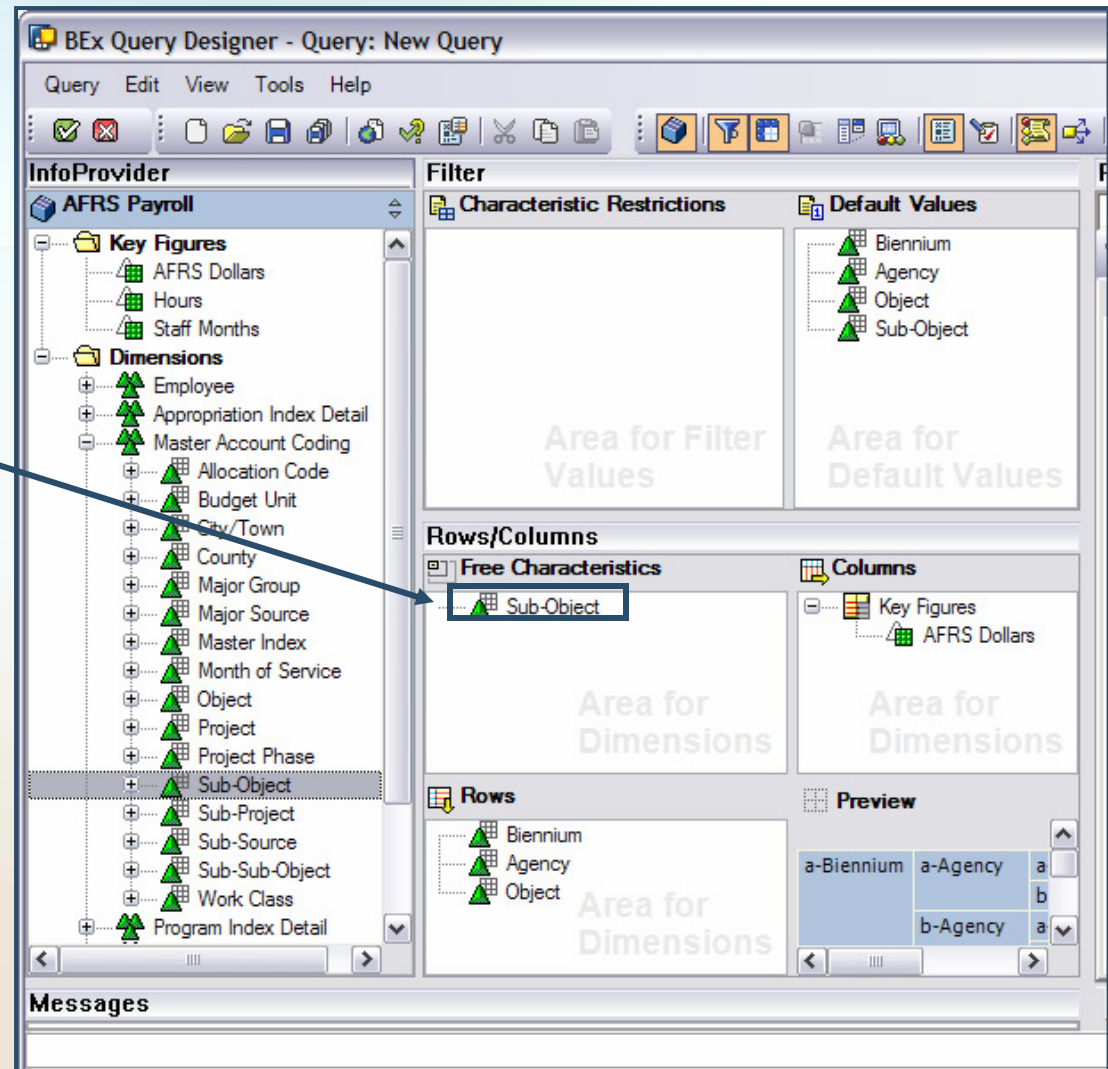 BEx Query Designer - Query: New Query
Query Edit View Tools Help
InfoProvider
AFRS Payroll
Key Figures
AFRS Dollars
Hours
Staff Months
Dimensions
Employee
Appropriation Index Detail
Master Account Coding
Allocation Code
Budget Unit
City/Town
County
Major Group
Major Source
Master Index
Month of Service
Object
Project
Project Phase
Sub-Object
Sub-Project
Sub-Source
Sub-Sub-Object
Work Class
Program Index Detail
Filter
Characteristic Restrictions
Area for Filter
Values
Default Values
Biennium
Agency
Object
Sub-Object
Area for
Default Values
Rows/Columns
Free Characteristics
Sub-Object
Area for
Dimensions
Columns
Key Figures
AFRS Dollars
Area for
Dimensions
Rows
Biennium
Agency
Object
Area for
Dimensions
Preview
a-Biennium a-Agency a
b
b-Agency a
Messages